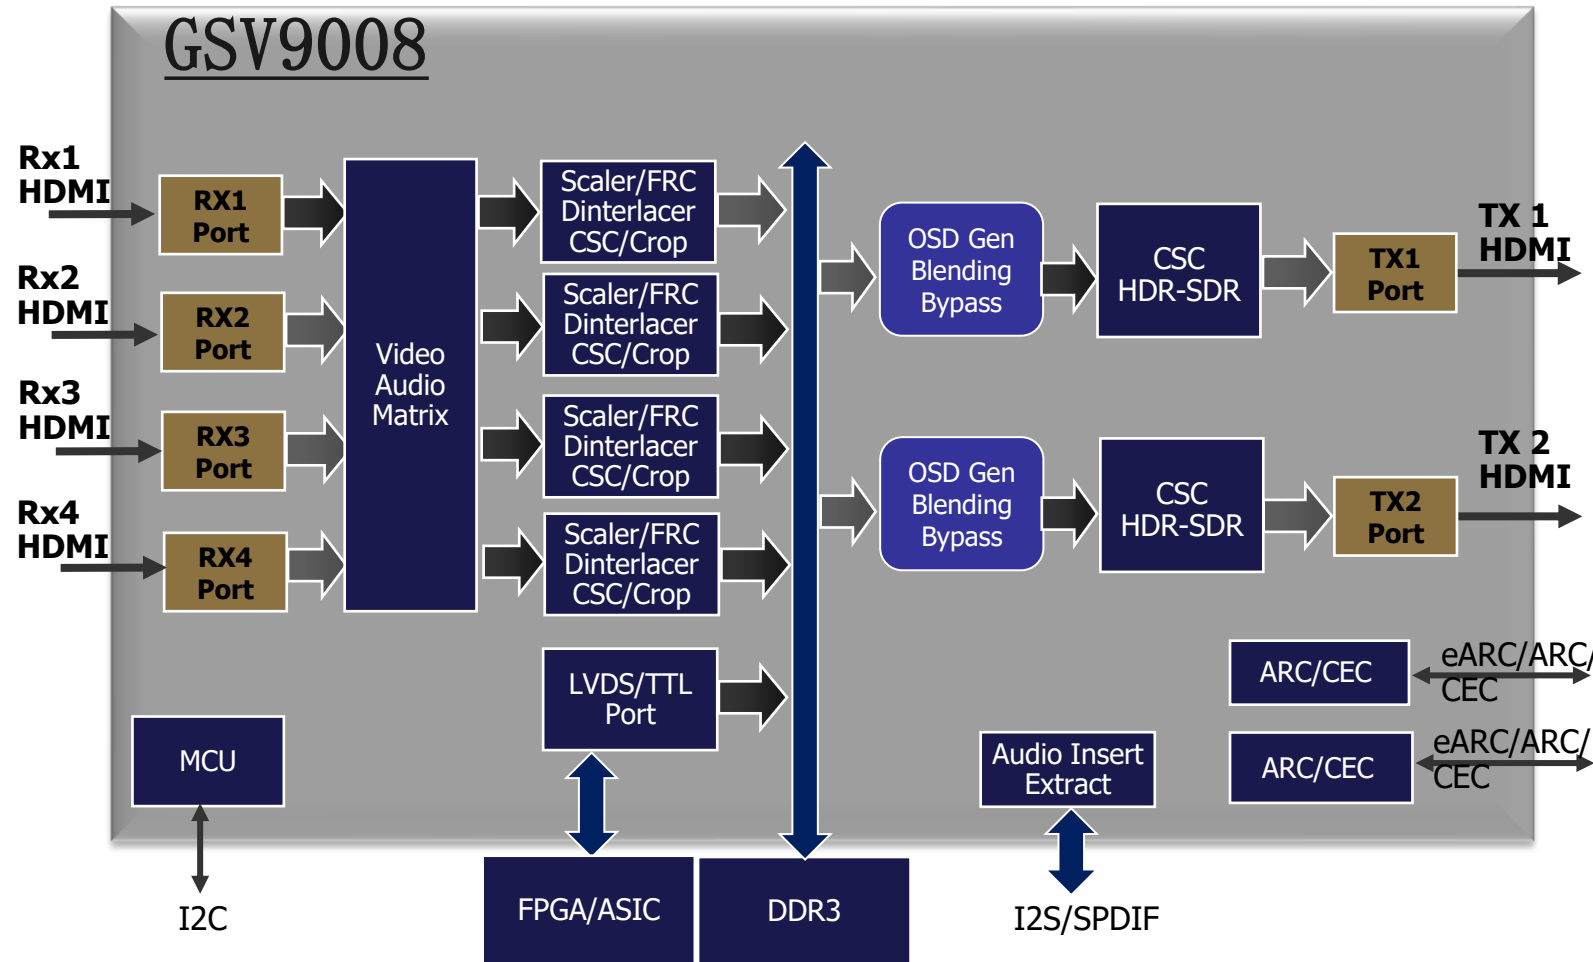 GSV9008
Rx1
HDMI
RX1
Port
Rx2
HDMI
RX2
Port
Rx3
HDMI
RX3
Port
Rx4
HDMI
RX4
Port
Video
Audio
Matrix
Scaler/FRC
Dinterlacer
CSC/Crop
Scaler/FRC
Dinterlacer
CSC/Crop
Scaler/FRC
Dinterlacer
CSC/Crop
Scaler/FRC
Dinterlacer
CSC/Crop
LVDS/TTL
Port
OSD Gen
Blending
Bypass
CSC
HDR-SDR
TX1
Port
TX 1
HDMI
OSD Gen
Blending
Bypass
CSC
HDR-SDR
TX2
Port
TX 2
HDMI
ARC/CEC
eARC/ARC/
CEC
ARC/CEC
eARC/ARC/
CEC
MCU
I2C
FPGA/ASIC
DDR3
Audio Insert
Extract
I2S/SPDIF